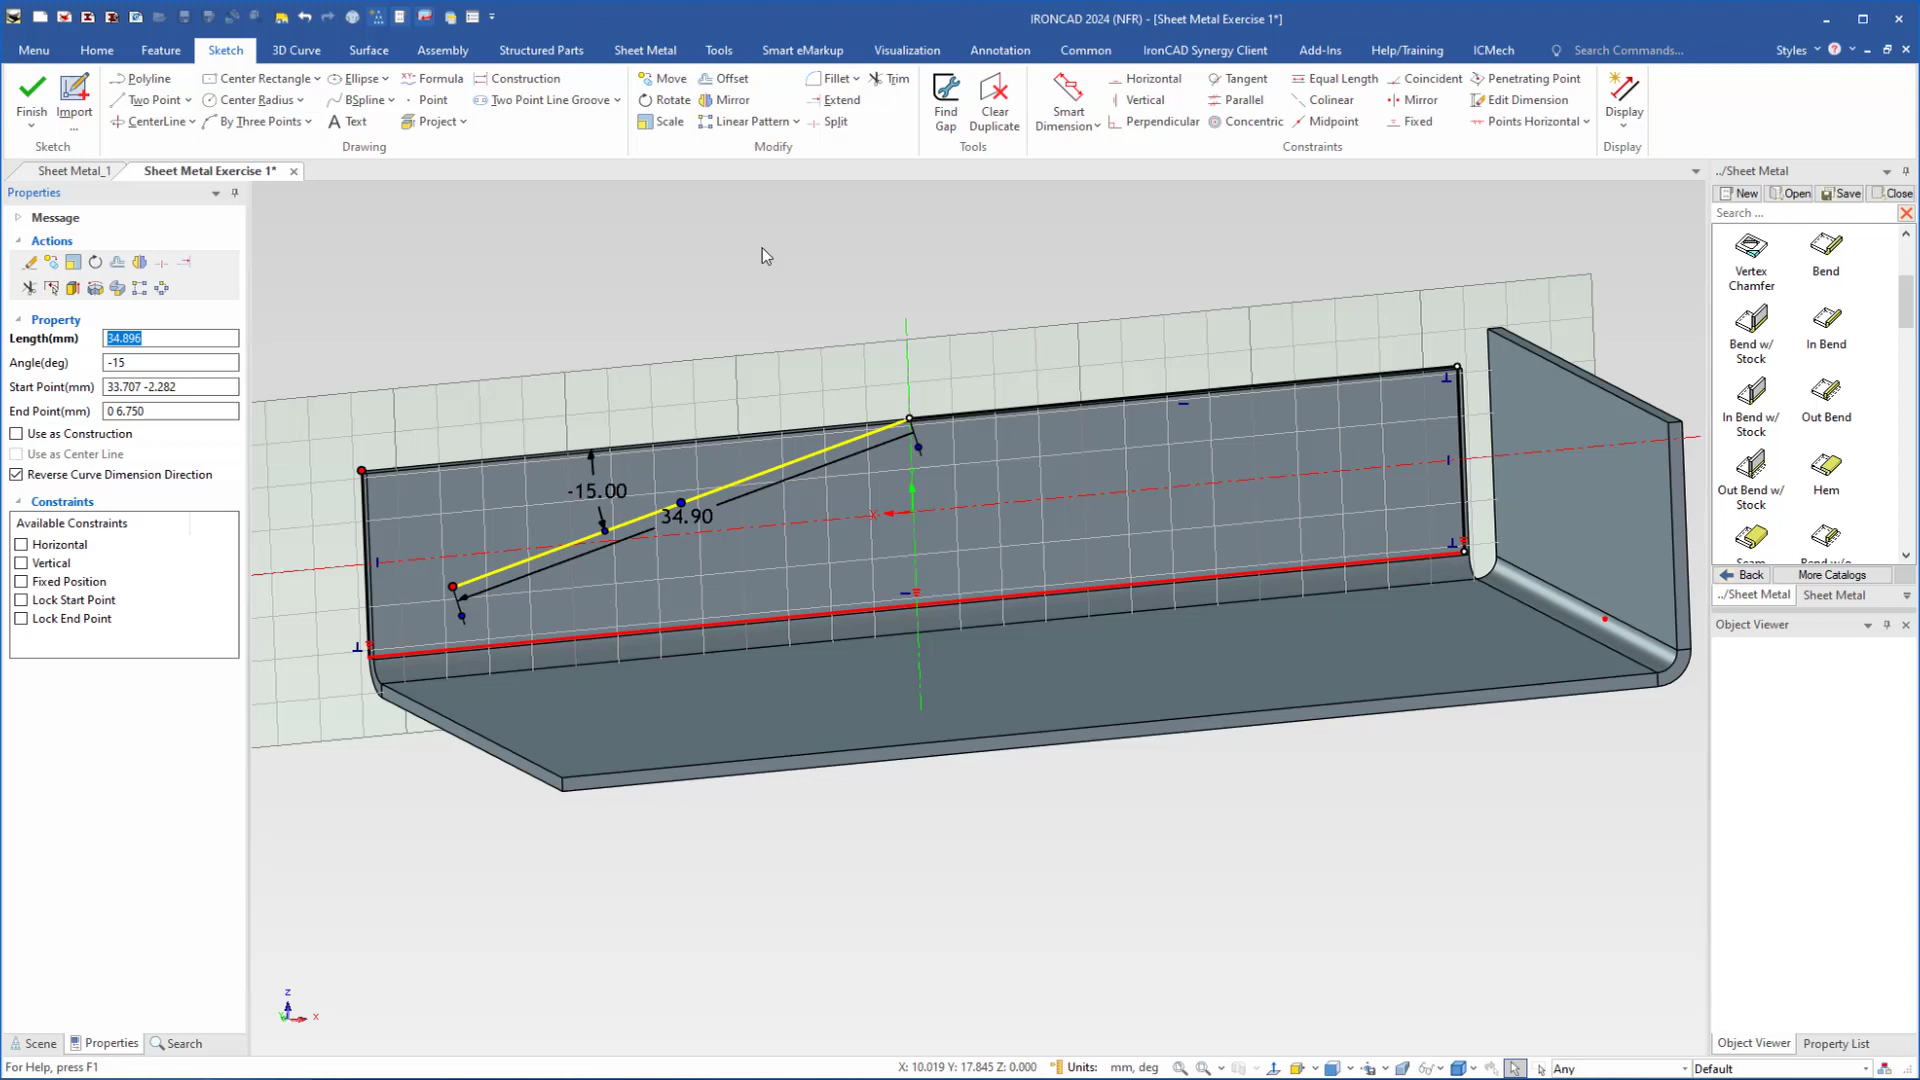 IRONCAD 2024 (NFR) - [Sheet Metal Exercise 1*]
Menu Home Feature Sketch 3D Curve Surface Assembly Structured Parts Sheet Metal Tools Smart eMarkup Visualization Annotation Common IronCAD Synergy Client Add-Ins Help/Training ICMech Search Commands... Styles
Polyline Center Rectangle Ellipse Formula Construction Move Offset Fillet Trim Horizontal Tangent Equal Length Coincident Penetrating Point
Two Point Center Radius BSpline Point Two Point Line Groove Rotate Mirror Extend Vertical Parallel Colinear Mirror Edit Dimension
CenterLine By Three Points Text Project Scale Linear Pattern Split Perpendicular Concentric Midpoint Fixed Points Horizontal
Finish Import ... Find Gap Clear Duplicate Smart Dimension Display
Sketch Drawing Modify Tools Constraints Display
Sheet Metal_1 Sheet Metal Exercise 1*
Properties
Message
Actions
Property
Length(mm) 34.896
Angle(deg) -15
Start Point(mm) 33.707 -2.282
End Point(mm) 0 6.750
Use as Construction
Use as Center Line
Reverse Curve Dimension Direction
Constraints
Available Constraints
Horizontal
Vertical
Fixed Position
Lock Start Point
Lock End Point
-15.00
34.90
X
Z
X
../Sheet Metal
New Open Save Close
Search ...
Vertex Chamfer Bend
Bend w/ Stock In Bend
In Bend w/ Stock Out Bend
Out Bend w/ Stock Hem
Back More Catalogs
../Sheet Metal Sheet Metal
Object Viewer
Scene Properties Search
Object Viewer Property List
For Help, press F1
X: 10.019 Y: 17.845 Z: 0.000 Units: mm, deg Any Default